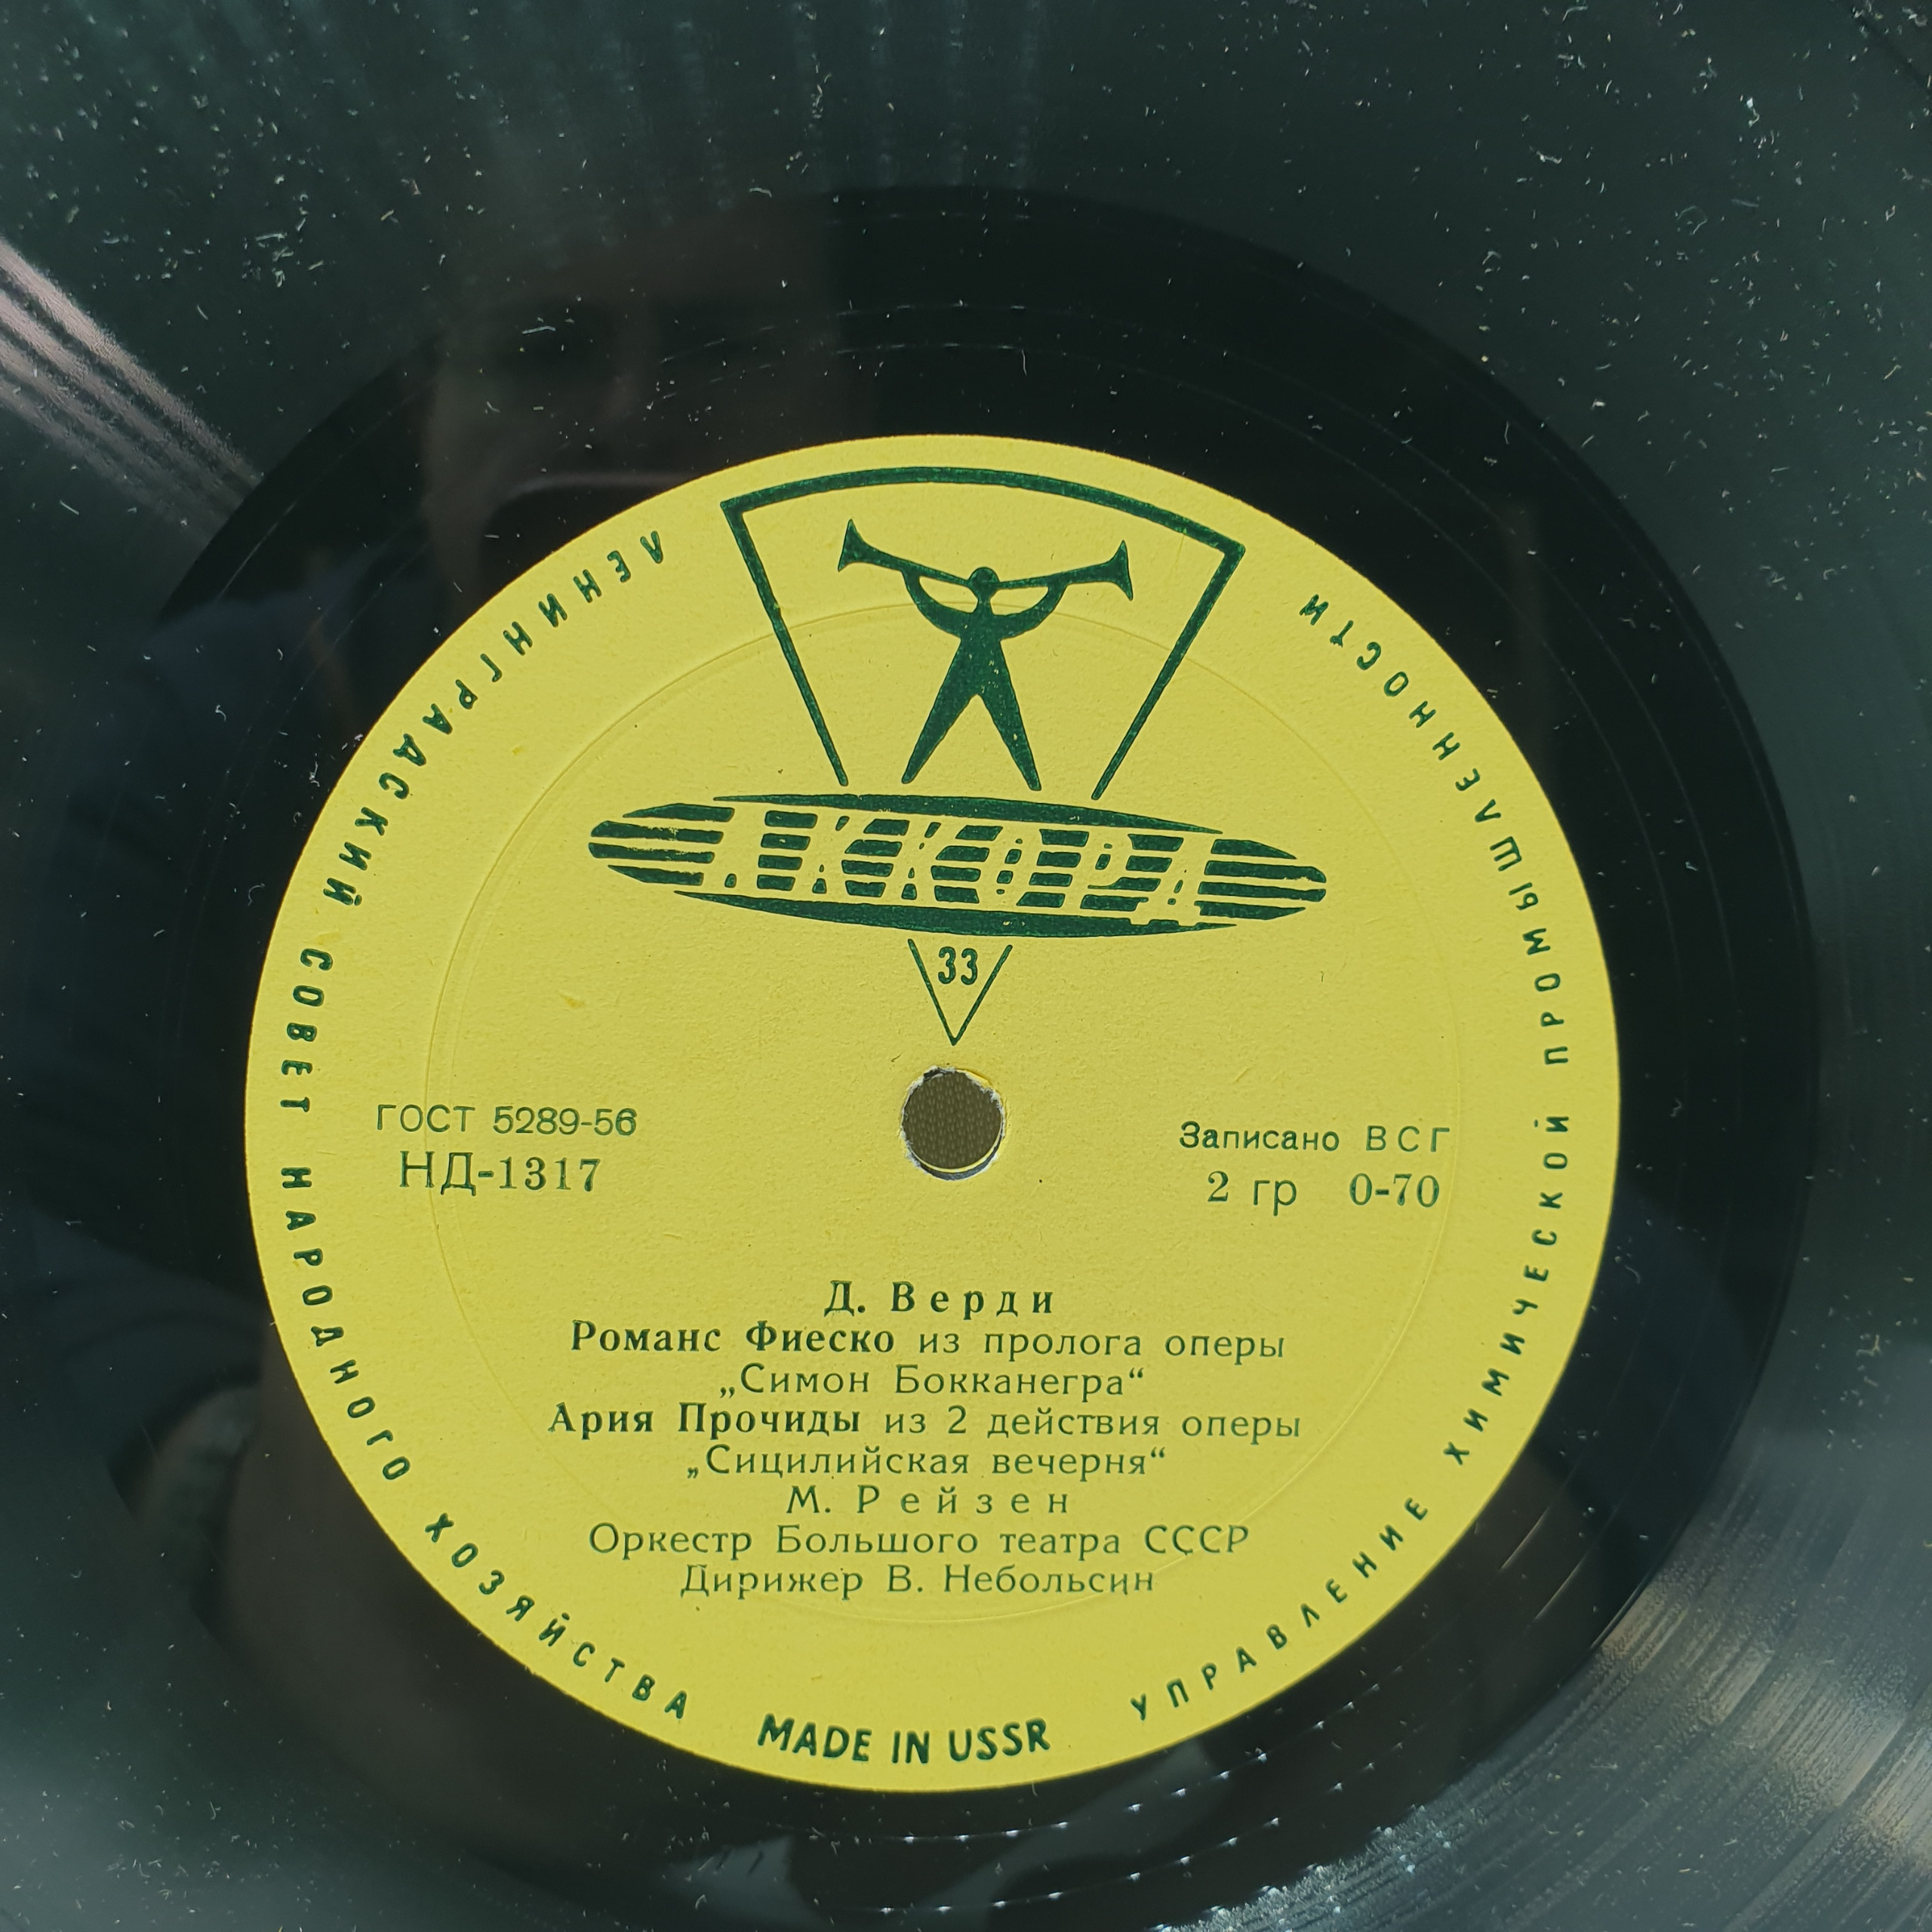 ЛЕНИНГРАДСКИЙ СОВЕТ НАРОДНОГО ХОЗЯЙСТВА
УПРАВЛЕНИЕ ХИМИЧЕСКОЙ ПРОМЫШЛЕННОСТИ
АККОРД
33
ГОСТ 5289-56
НД-1317
Записано ВСГ
2 гр 0-70
Д. Верди
Романс Фиеско из пролога оперы
„Симон Бокканегра“
Ария Прочиды из 2 действия оперы
„Сицилийская вечерня“
М. Рейзен
Оркестр Большого театра СССР
Дирижер В. Небольсин
MADE IN USSR